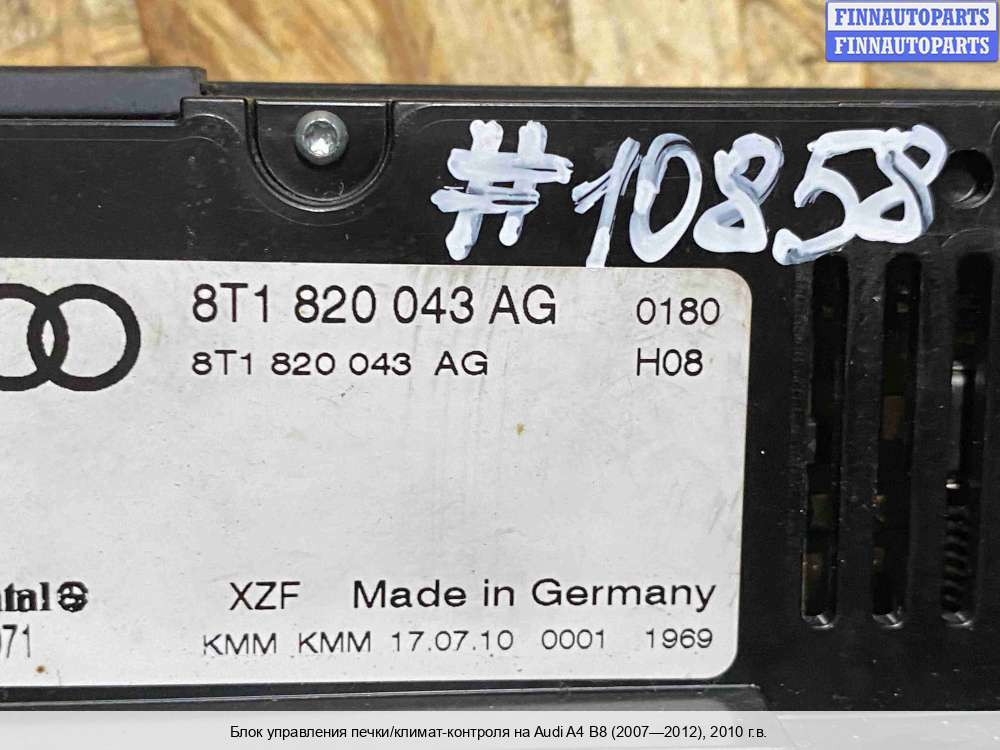 FINNAUTOPARTS
FINNAUTOPARTS
#10858
8T1 820 043 AG 0180
8T1 820 043 AG H08
XZF Made in Germany
KMM KMM 17.07.10 0001 1969
Блок управления печки/климат-контроля на Audi A4 B8 (2007—2012), 2010 г.в.